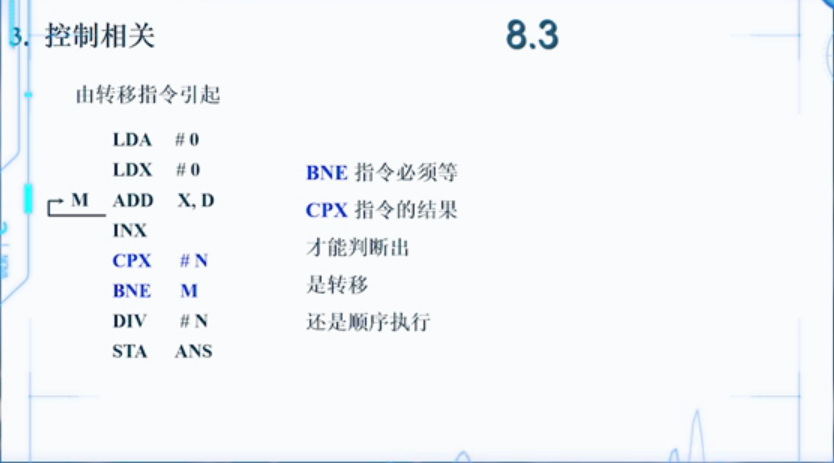 3. 控制相关
8.3
由转移指令引起
LDA # 0
LDX # 0
M ADD X, D
INX
CPX # N
BNE M
DIV # N
STA ANS
BNE 指令必须等
CPX 指令的结果
才能判断出
是转移
还是顺序执行